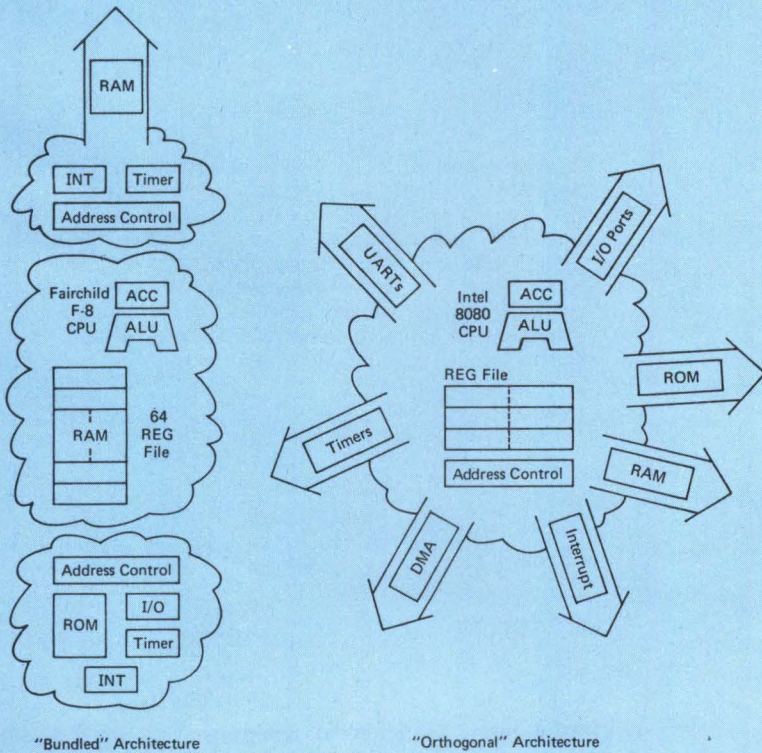 RAM
INT
Timer
Address Control
Fairchild
F-8
CPU
ACC
ALU
RAM
64
REG
File
Address Control
ROM
I/O
Timer
INT
"Bundled" Architecture
UARTs
I/O Ports
Intel
8080
CPU
ACC
ALU
REG File
ROM
Timers
RAM
Address Control
DMA
Interrupt
"Orthogonal" Architecture